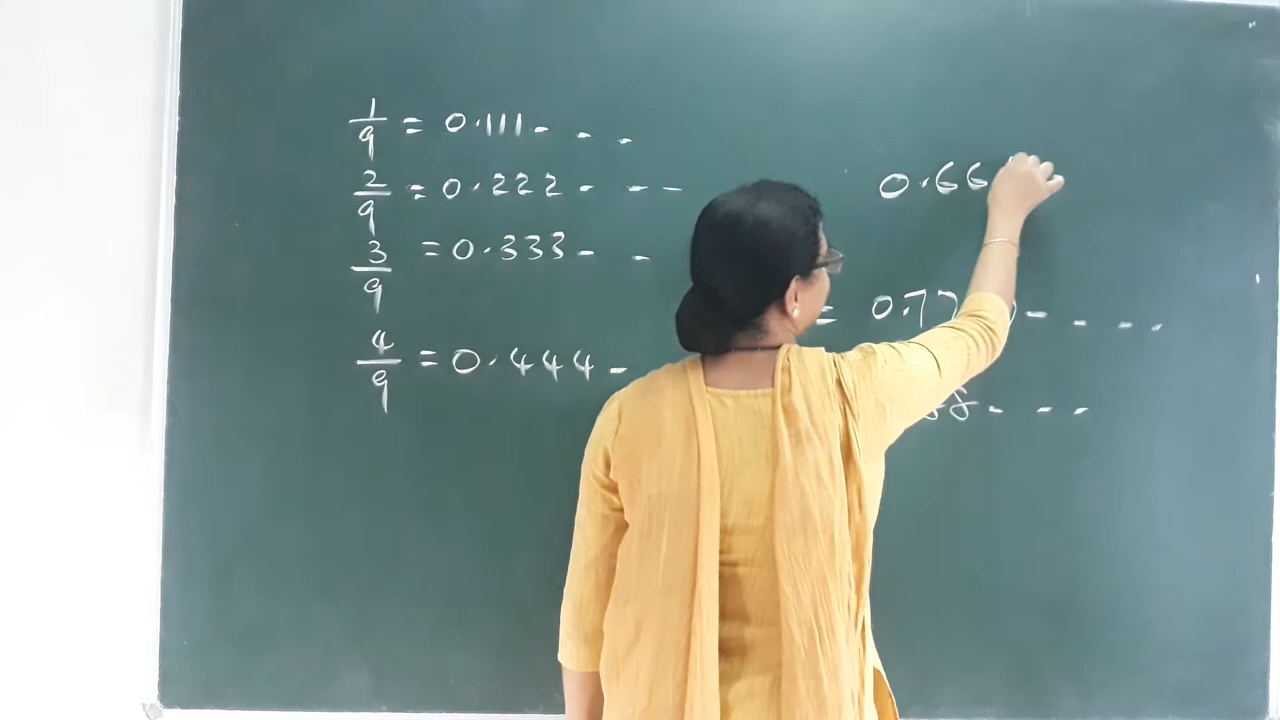 1/9 = 0.111- - -
2/9 = 0.222- - -
3/9 = 0.333- -
4/9 = 0.444-
0.66
= 0.77 - - - -
88- - -